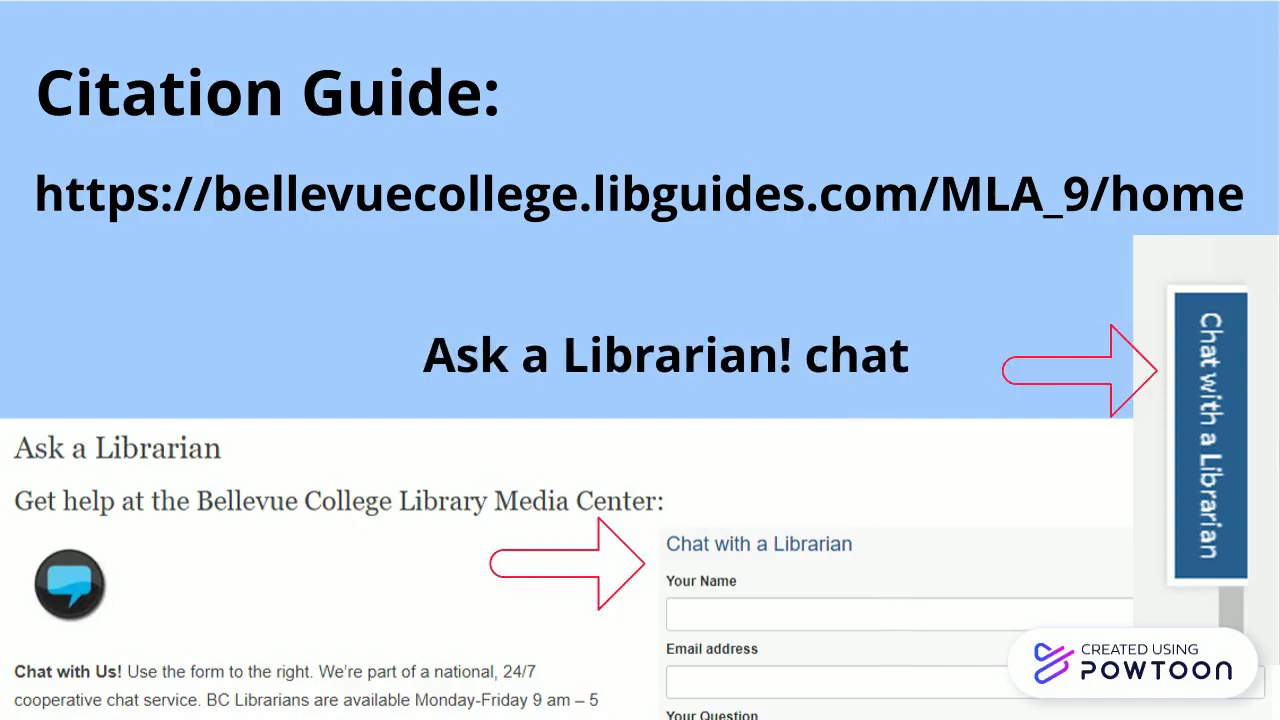 Citation Guide:
https://bellevuecollege.libguides.com/MLA_9/home
Ask a Librarian! chat
Chat with a Librarian
Ask a Librarian
Get help at the Bellevue College Library Media Center:
Chat with a Librarian
Your Name
Email address
Chat with Us! Use the form to the right. We’re part of a national, 24/7
cooperative chat service. BC Librarians are available Monday-Friday 9 am – 5
Your Question
CREATED USING
POWTOON